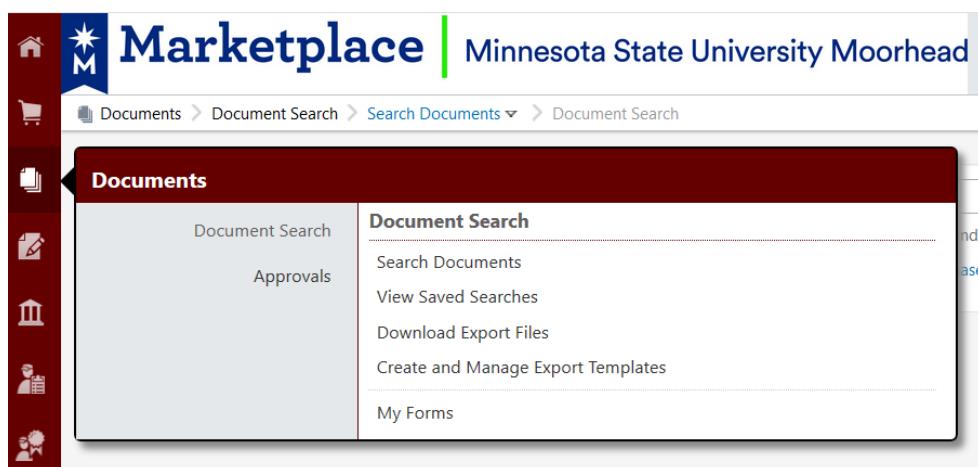 M
Marketplace
Minnesota State University Moorhead
Documents > Document Search > Search Documents > Document Search
Documents
Document Search
Approvals
Document Search
Search Documents
View Saved Searches
Download Export Files
Create and Manage Export Templates
My Forms